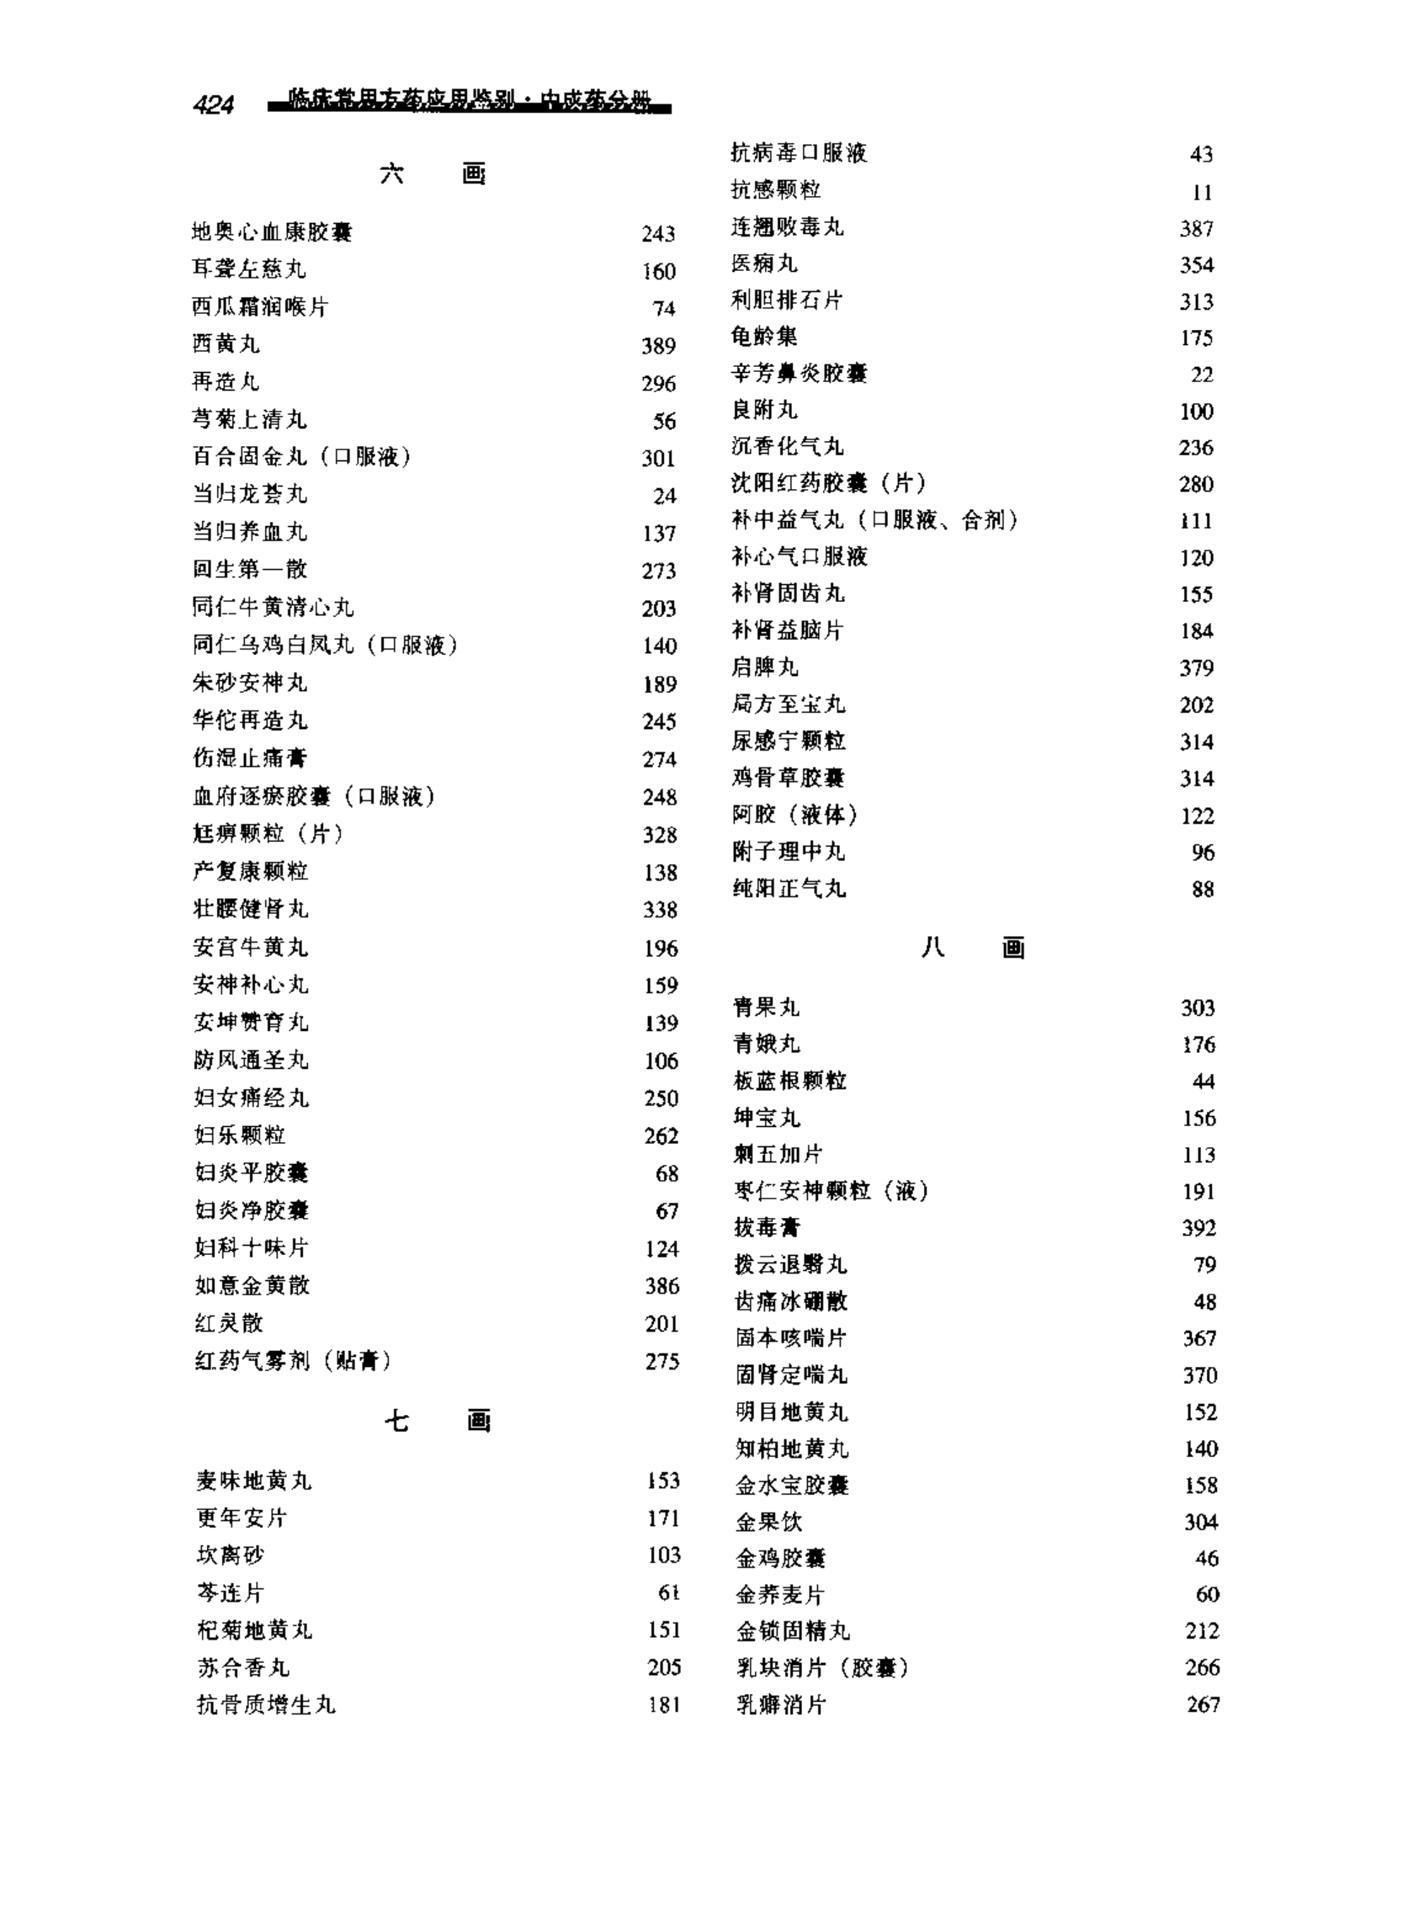 424 临床常用方药应用鉴别·中成药分册
六 画
地奥心血康胶囊 243
耳聋左慈丸 160
西瓜霜润喉片 74
西黄丸 389
再造丸 296
芎菊上清丸 56
百合固金丸（口服液） 301
当归龙荟丸 24
当归养血丸 137
回生第一散 273
同仁牛黄清心丸 203
同仁乌鸡白凤丸（口服液） 140
朱砂安神丸 189
华佗再造丸 245
伤湿止痛膏 274
血府逐瘀胶囊（口服液） 248
尪痹颗粒（片） 328
产复康颗粒 138
壮腰健肾丸 338
安宫牛黄丸 196
安神补心丸 159
安坤赞育丸 139
防风通圣丸 106
妇女痛经丸 250
妇乐颗粒 262
妇炎平胶囊 68
妇炎净胶囊 67
妇科十味片 124
如意金黄散 386
红灵散 201
红药气雾剂（贴膏） 275
七 画
麦味地黄丸 153
更年安片 171
坎离砂 103
芩连片 61
杞菊地黄丸 151
苏合香丸 205
抗骨质增生丸 181
抗病毒口服液 43
抗感颗粒 11
连翘败毒丸 387
医痫丸 354
利胆排石片 313
龟龄集 175
辛芳鼻炎胶囊 22
良附丸 100
沉香化气丸 236
沈阳红药胶囊（片） 280
补中益气丸（口服液、合剂） 111
补心气口服液 120
补肾固齿丸 155
补肾益脑片 184
启脾丸 379
局方至宝丸 202
尿感宁颗粒 314
鸡骨草胶囊 314
阿胶（液体） 122
附子理中丸 96
纯阳正气丸 88
八 画
青果丸 303
青娥丸 176
板蓝根颗粒 44
坤宝丸 156
刺五加片 113
枣仁安神颗粒（液） 191
拔毒膏 392
拨云退翳丸 79
齿痛冰硼散 48
固本咳喘片 367
固肾定喘丸 370
明目地黄丸 152
知柏地黄丸 140
金水宝胶囊 158
金果饮 304
金鸡胶囊 46
金荞麦片 60
金锁固精丸 212
乳块消片（胶囊） 266
乳癖消片 267